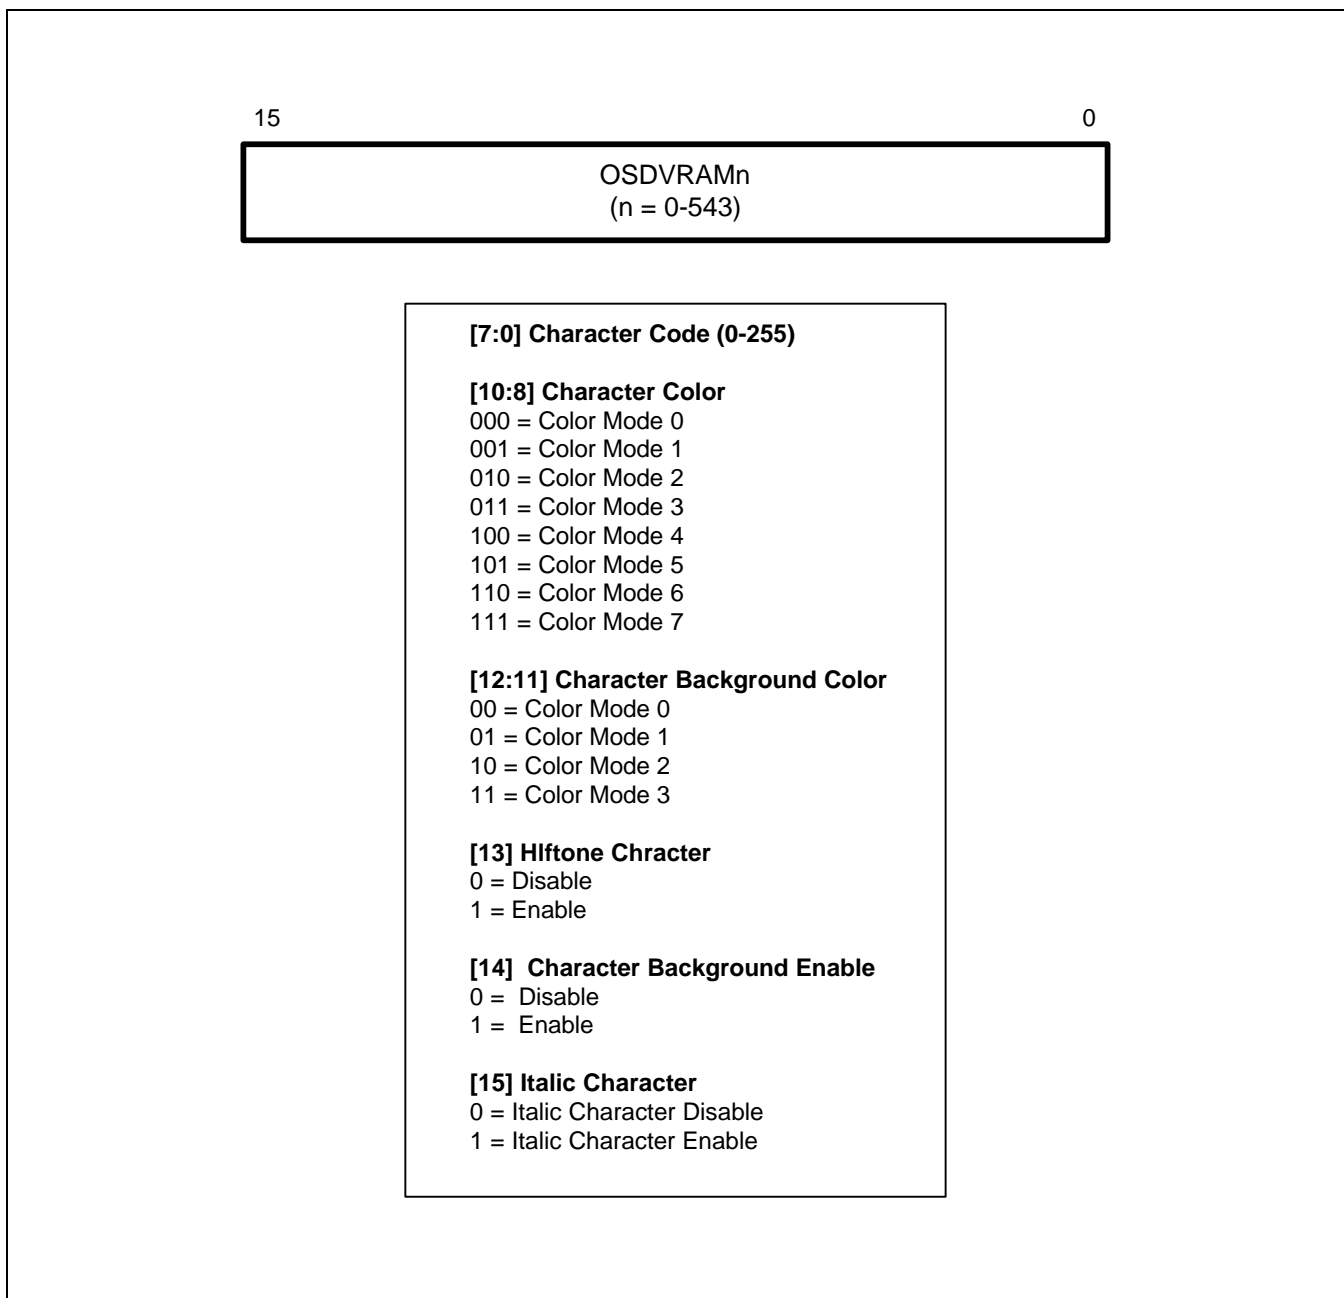 15 0
OSDVRAMn
(n = 0-543)
[7:0] Character Code (0-255)
[10:8] Character Color
000 = Color Mode 0
001 = Color Mode 1
010 = Color Mode 2
011 = Color Mode 3
100 = Color Mode 4
101 = Color Mode 5
110 = Color Mode 6
111 = Color Mode 7
[12:11] Character Background Color
00 = Color Mode 0
01 = Color Mode 1
10 = Color Mode 2
11 = Color Mode 3
[13] Hlftone Chracter
0 = Disable
1 = Enable
[14]  Character Background Enable
0 =  Disable
1 =  Enable
[15] Italic Character
0 = Italic Character Disable
1 = Italic Character Enable